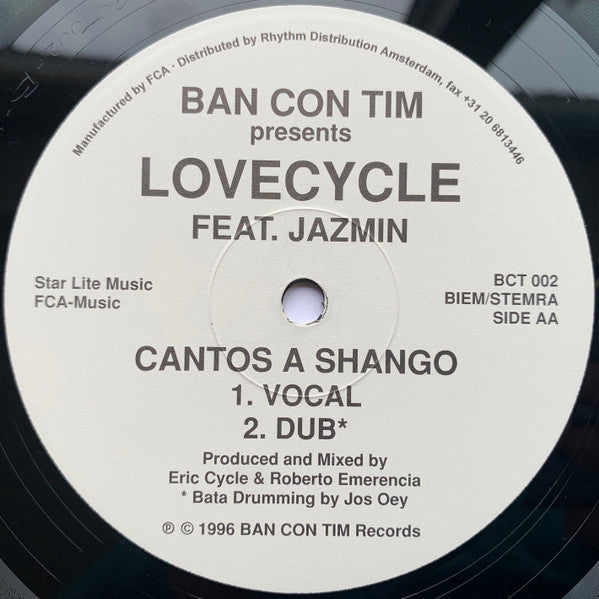 Manufactured by FCA · Distributed by Rhythm Distribution Amsterdam, fax +31 20 6813446
BAN CON TIM
presents
LOVECYCLE
FEAT. JAZMIN
Star Lite Music
FCA-Music
BCT 002
BIEM/STEMRA
SIDE AA
CANTOS A SHANGO
1. VOCAL
2. DUB*
Produced and Mixed by
Eric Cycle & Roberto Emerencia
* Bata Drumming by Jos Oey
℗ © 1996 BAN CON TIM Records